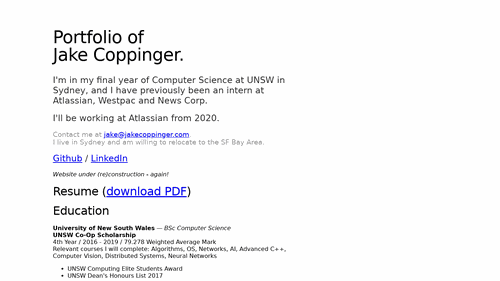 Portfolio of
Jake Coppinger.
I'm in my final year of Computer Science at UNSW in
Sydney, and I have previously been an intern at
Atlassian, Westpac and News Corp.
I'll be working at Atlassian from 2020.
Contact me at jake@jakecoppinger.com.
I live in Sydney and am willing to relocate to the SF Bay Area.
Github / LinkedIn
Website under (re)construction - again!
Resume (download PDF)
Education
University of New South Wales — BSc Computer Science
UNSW Co-Op Scholarship
4th Year / 2016 - 2019 / 79.278 Weighted Average Mark
Relevant courses I will complete: Algorithms, OS, Networks, AI, Advanced C++,
Computer Vision, Distributed Systems, Neural Networks
• UNSW Computing Elite Students Award
• UNSW Dean's Honours List 2017